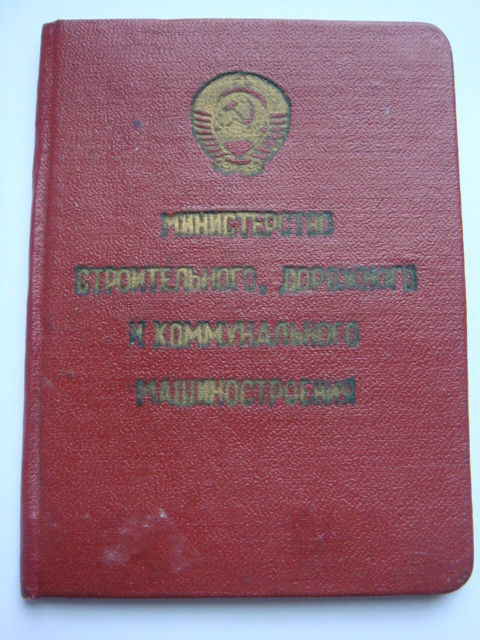 МИНИСТЕРСТВО
СТРОИТЕЛЬНОГО, ДОРОЖНОГО
И КОММУНАЛЬНОГО
МАШИНОСТРОЕНИЯ